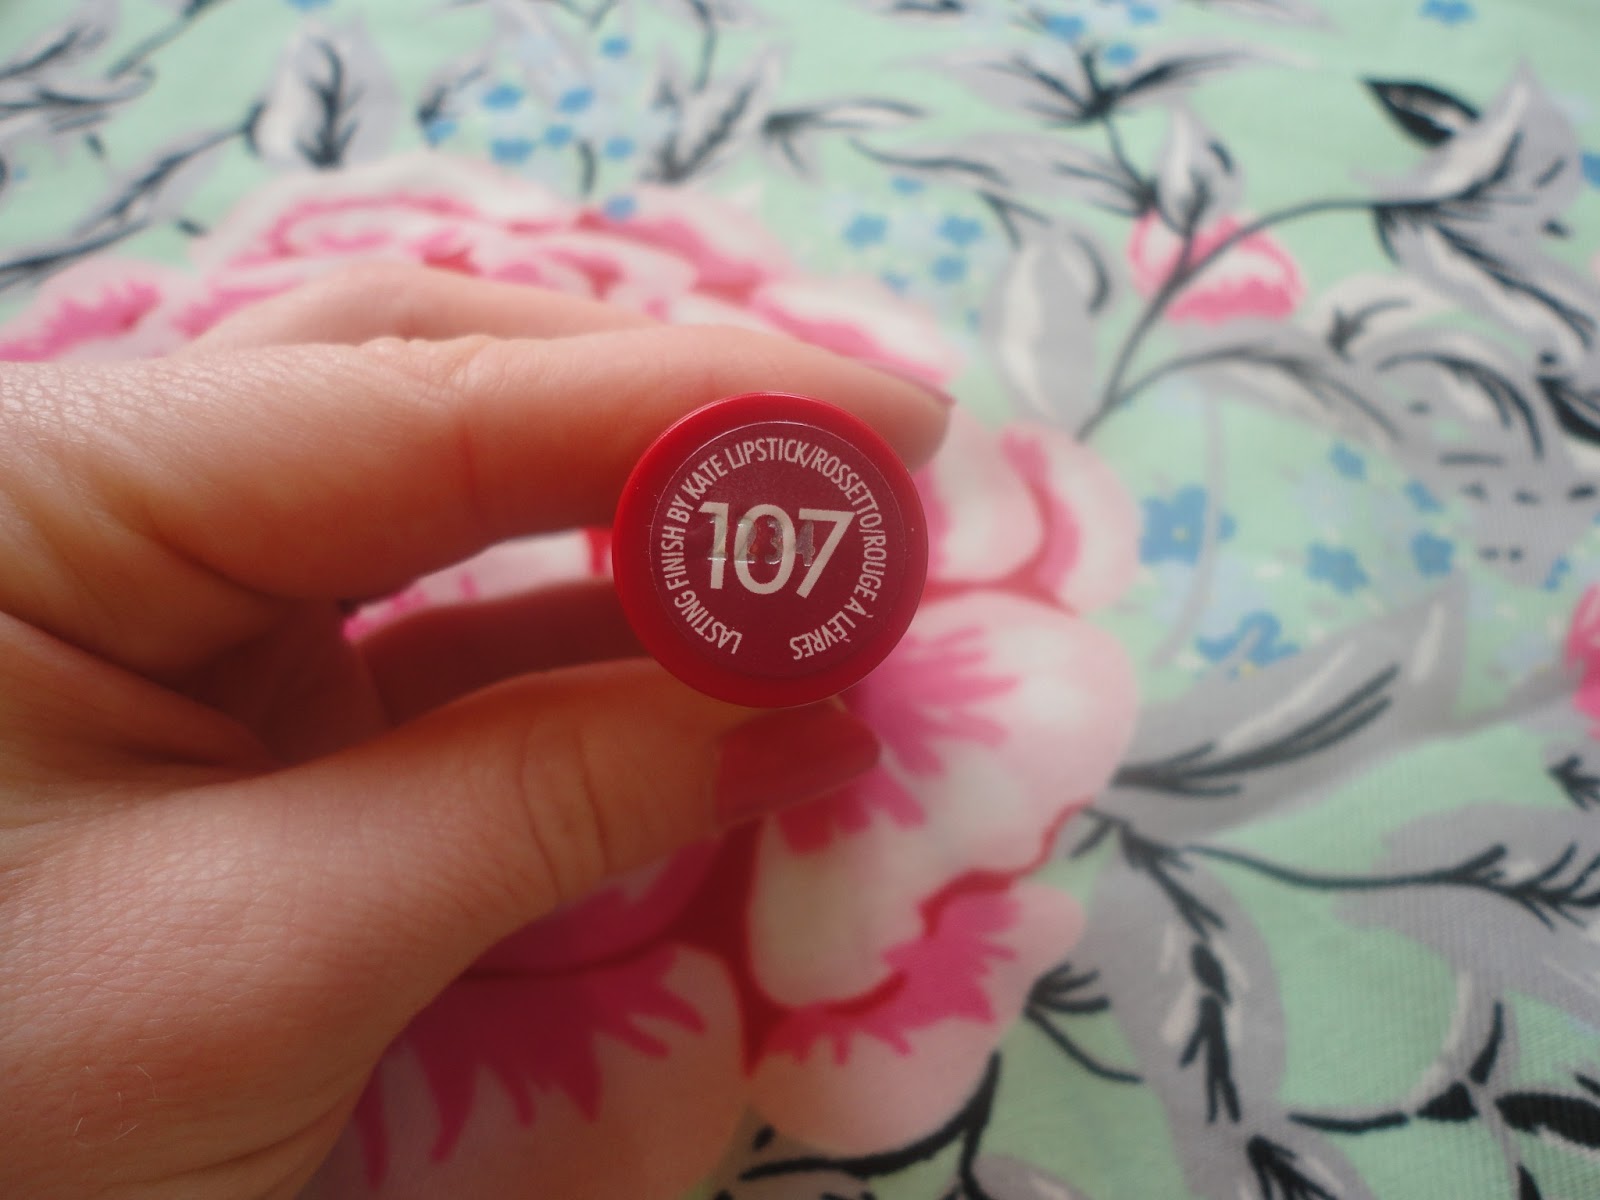 LASTING FINISH BY KATE LIPSTICK/ROSSETTO/ROUGE À LÈVRES
107